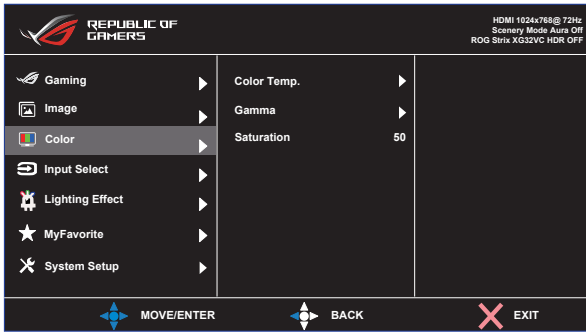 REPUBLIC OF
GAMERS
HDMI 1024x768@ 72Hz
Scenery Mode Aura Off
ROG Strix XG32VC HDR OFF
Gaming
Image
Color
Input Select
Lighting Effect
MyFavorite
System Setup
Color Temp.
Gamma
Saturation 50
MOVE/ENTER
BACK
EXIT